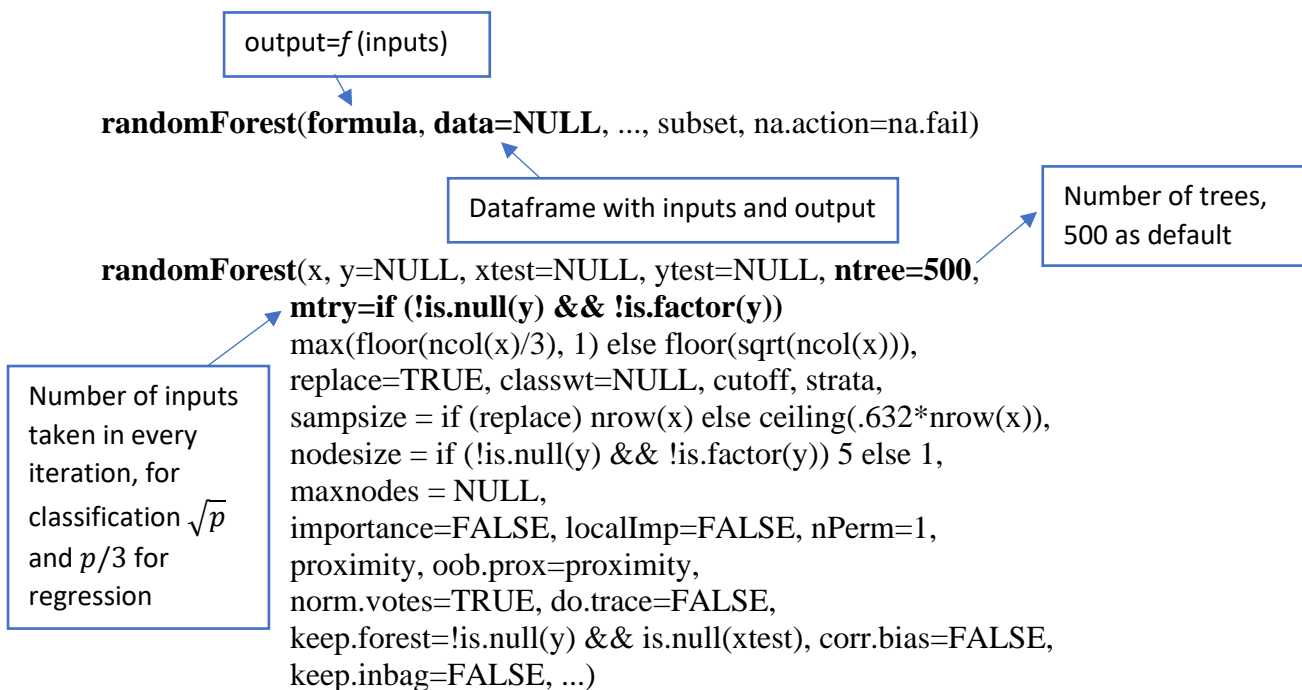 output=f (inputs)
randomForest(formula, data=NULL, ..., subset, na.action=na.fail)
Dataframe with inputs and output
Number of trees,
500 as default
randomForest(x, y=NULL, xtest=NULL, ytest=NULL, ntree=500,
mtry=if (!is.null(y) && !is.factor(y))
max(floor(ncol(x)/3), 1) else floor(sqrt(ncol(x))),
replace=TRUE, classwt=NULL, cutoff, strata,
sampsize = if (replace) nrow(x) else ceiling(.632*nrow(x)),
nodesize = if (!is.null(y) && !is.factor(y)) 5 else 1,
maxnodes = NULL,
importance=FALSE, localImp=FALSE, nPerm=1,
proximity, oob.prox=proximity,
norm.votes=TRUE, do.trace=FALSE,
keep.forest=!is.null(y) && is.null(xtest), corr.bias=FALSE,
keep.inbag=FALSE, ...)
Number of inputs
taken in every
iteration, for
classification √p
and p/3 for
regression